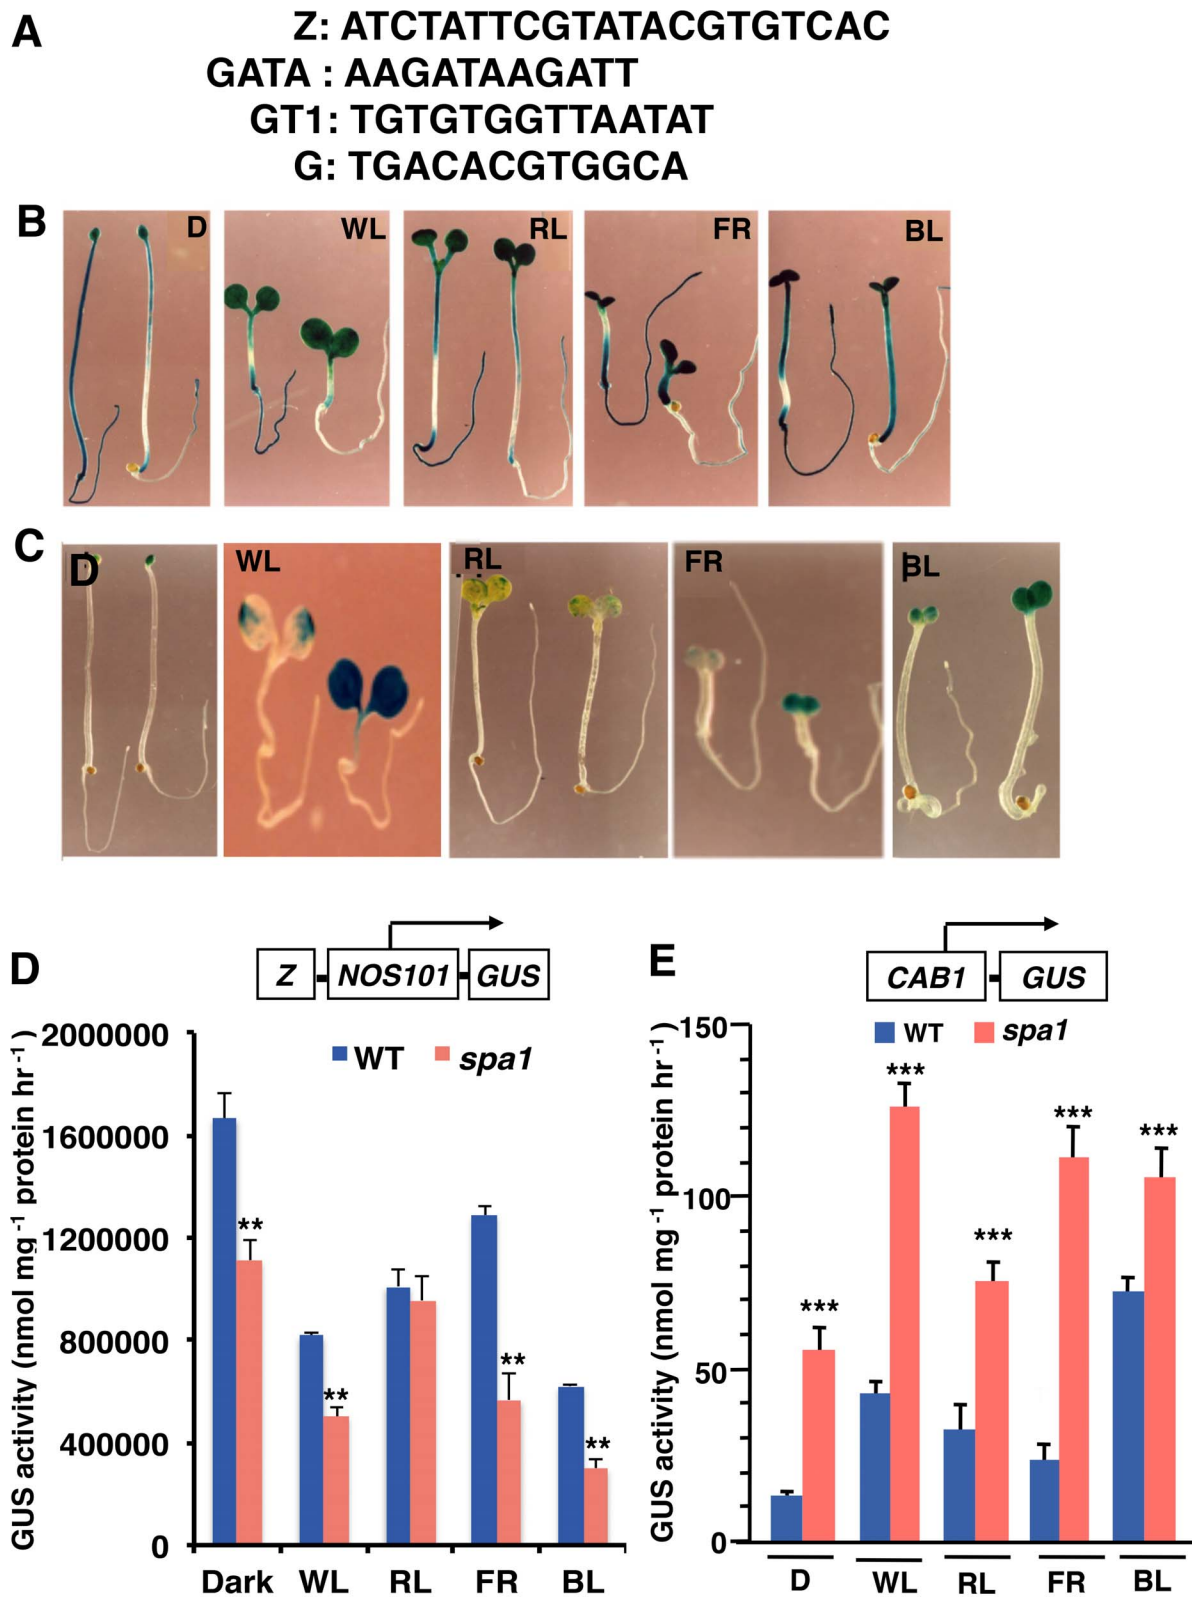 A
Z: ATCTATTCGTATACGTGTCAC
GATA : AAGATAAGATT
GT1: TGTGTGGTTAATAT
G: TGACACGTGGCA
B
D
WL
RL
FR
BL
C
D
WL
RL
FR
BL
D
Z
NOS101
GUS
GUS activity (nmol mg -1 protein hr -1 )
2000000
1600000
1200000
800000
400000
0
WT
spa1
**
**
**
**
Dark WL RL FR BL
E
CAB1
GUS
GUS activity (nmol mg -1 protein hr -1 )
150
100
50
0
WT
spa1
***
***
***
***
***
D WL RL FR BL